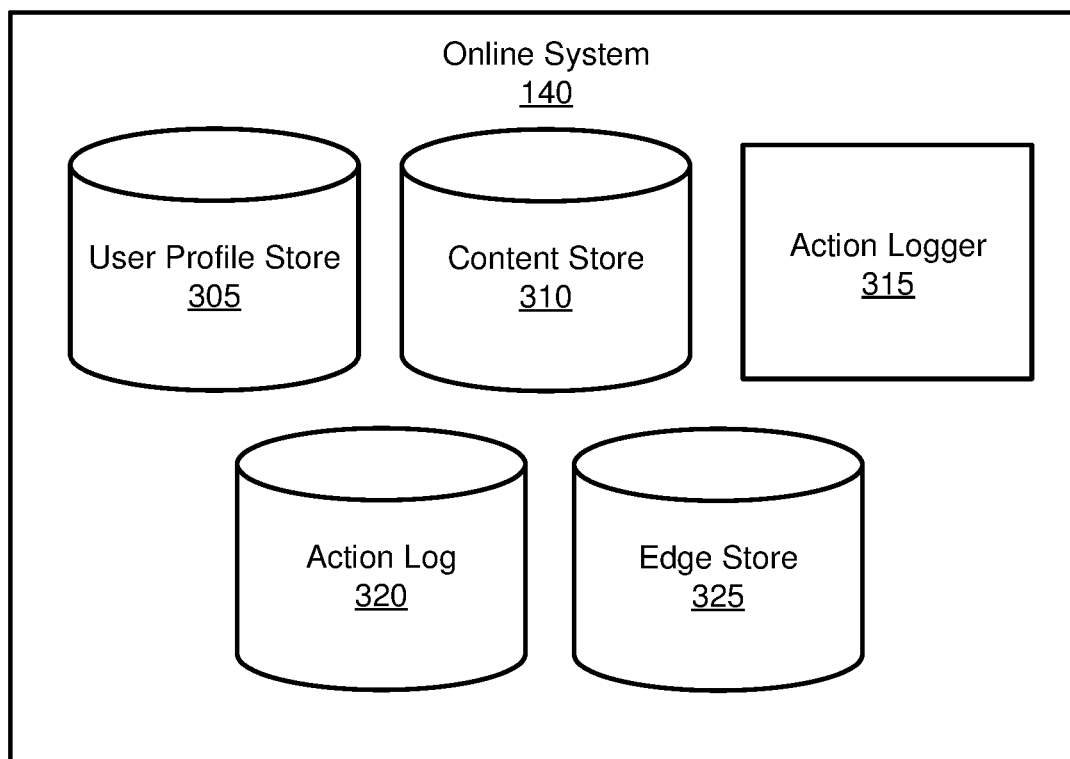 Online System
140
User Profile Store
305
Content Store
310
Action Logger
315
Action Log
320
Edge Store
325